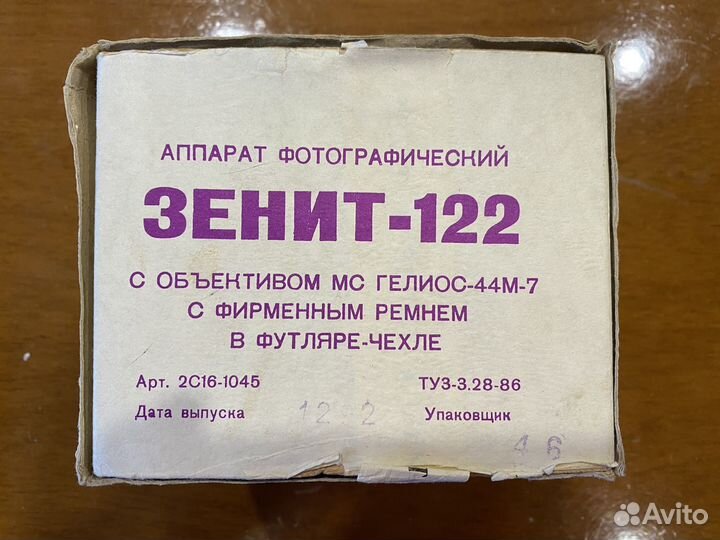 АППАРАТ ФОТОГРАФИЧЕСКИЙ
ЗЕНИТ-122
С ОБЪЕКТИВОМ МС ГЕЛИОС-44М-7
С ФИРМЕННЫМ РЕМНЕМ
В ФУТЛЯРЕ-ЧЕХЛЕ
Арт. 2С16-1045 ТУ3-3.28-86
Дата выпуска Упаковщик
46
Avito